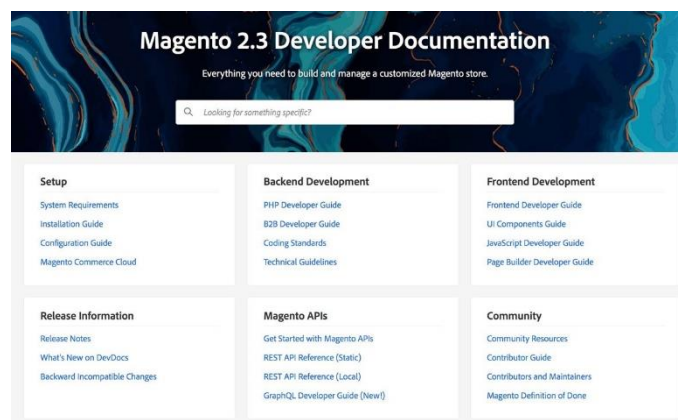 Magento 2.3 Developer Documentation
Everything you need to build and manage a customized Magento store.
Looking for something specific?
Setup
System Requirements
Installation Guide
Configuration Guide
Magento Commerce Cloud
Backend Development
PHP Developer Guide
B2B Developer Guide
Coding Standards
Technical Guidelines
Frontend Development
Frontend Developer Guide
UI Components Guide
JavaScript Developer Guide
Page Builder Developer Guide
Release Information
Release Notes
What's New on DevDocs
Backward Incompatible Changes
Magento APIs
Get Started with Magento APIs
REST API Reference (Static)
REST API Reference (Local)
GraphQL Developer Guide (New!)
Community
Community Resources
Contributor Guide
Contributors and Maintainers
Magento Definition of Done